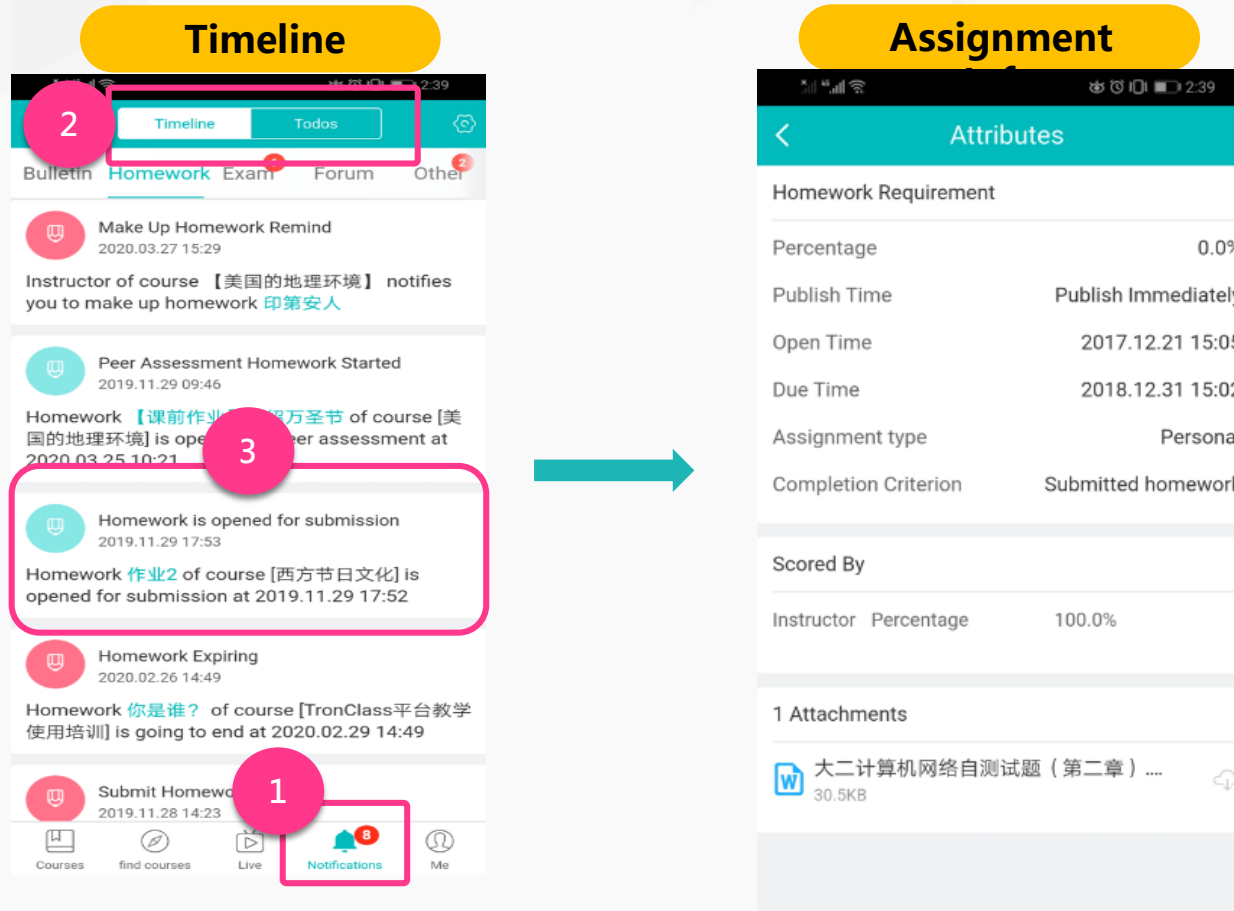 Timeline
2:39
2
Timeline
Todos
Bulletin
Homework
Exam
Forum
Other
2
Make Up Homework Remind
2020.03.27 15:29
Instructor of course 【美国的地理环境】 notifies
you to make up homework 印第安人
Peer Assessment Homework Started
2019.11.29 09:46
Homework 【课前作业 万圣节 of course [美
国的地理环境] is assessment at
2020.03.25 10:21
3
Homework is opened for submission
2019.11.29 17:53
Homework 作业2 of course [西方节日文化] is
opened for submission at 2019.11.29 17:52
Homework Expiring
2020.02.26 14:49
Homework 你是谁? of course [TronClass平台教学
使用培训] is going to end at 2020.02.29 14:49
1
Submit
2019.11.28 14:23
8
Courses
find courses
Live
Notifications
Me
Assignment
2:39
Attributes
Homework Requirement
Percentage 0.0%
Publish Time Publish Immediately
Open Time 2017.12.21 15:05
Due Time 2018.12.31 15:02
Assignment type Personal
Completion Criterion Submitted homework
Scored By
Instructor Percentage 100.0%
1 Attachments
W
大二计算机网络自测试题（第二章）....
30.5KB